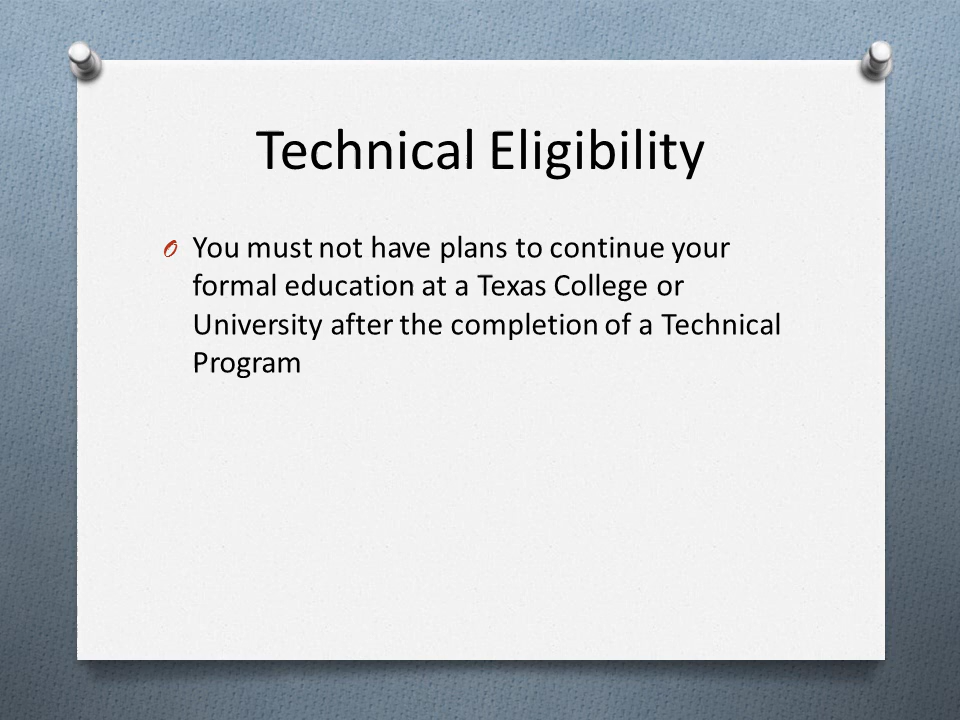 Technical Eligibility
You must not have plans to continue your
formal education at a Texas College or
University after the completion of a Technical
Program